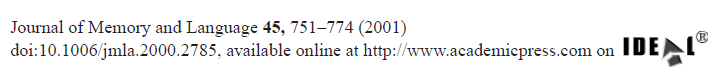 Journal of Memory and Language 45, 751–774 (2001)
doi:10.1006/jmla.2000.2785, available online at http://www.academicpress.com on IDEAL®